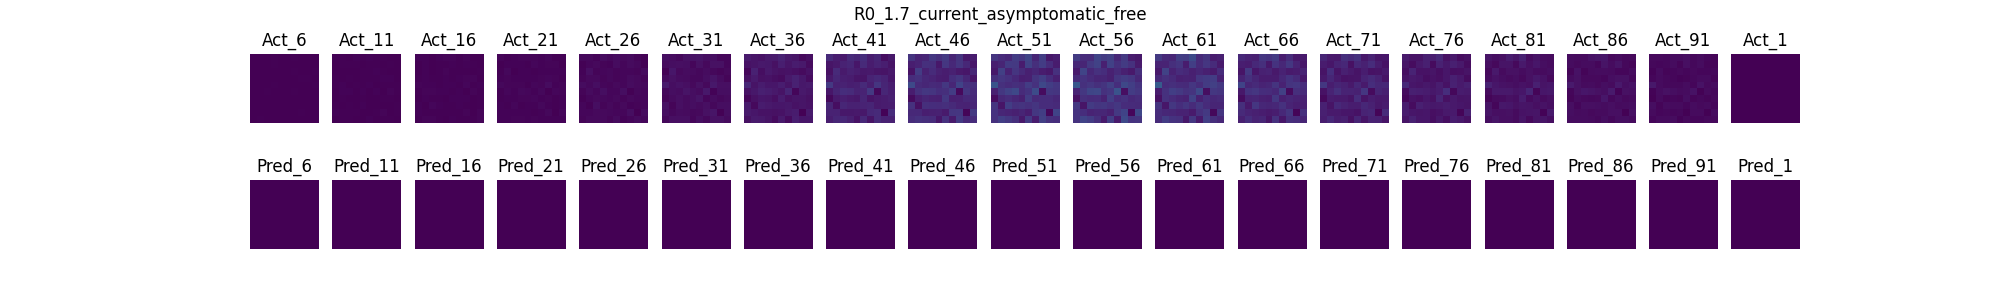 R0_1.7_current_asymptomatic_free
Act_6 Act_11 Act_16 Act_21 Act_26 Act_31 Act_36 Act_41 Act_46 Act_51 Act_56 Act_61 Act_66 Act_71 Act_76 Act_81 Act_86 Act_91 Act_1
Pred_6 Pred_11 Pred_16 Pred_21 Pred_26 Pred_31 Pred_36 Pred_41 Pred_46 Pred_51 Pred_56 Pred_61 Pred_66 Pred_71 Pred_76 Pred_81 Pred_86 Pred_91 Pred_1